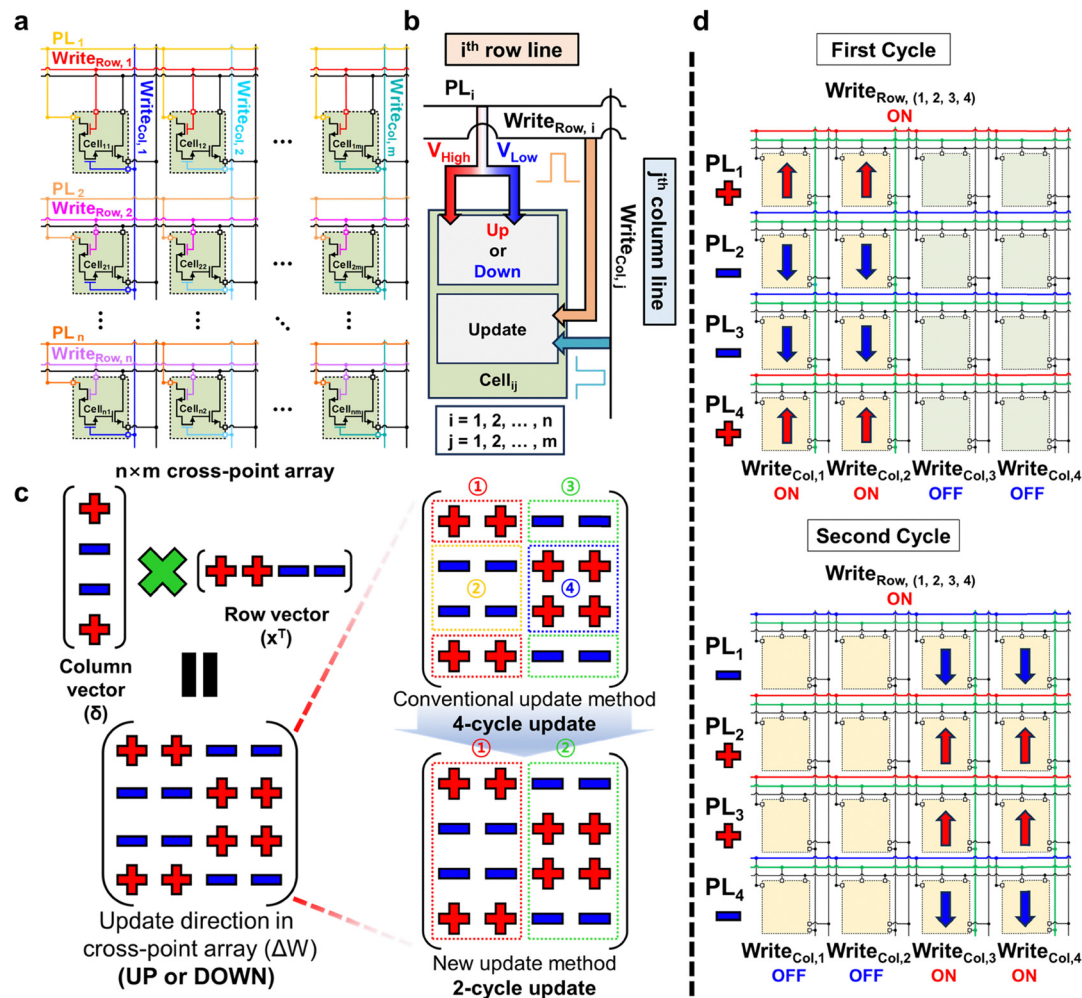 a
PL1
WriteRow, 1
WriteCol, 1
WriteCol, 2
WriteCol, m
Cell11
Cell12
Cell1m
...
PL2
WriteRow, 2
Cell21
Cell22
Cell2m
...
PLn
WriteRow, n
Celln1
Celln2
Cellnm
...
n×m cross-point array
b
ith row line
PLi
WriteRow, i
VHigh
VLow
Up
or
Down
Update
Cellij
WriteCol, j
jth column line
i = 1, 2, ... , n
j = 1, 2, ... , m
c
Column
vector
(δ)
Row vector
(xT)
Update direction in
cross-point array (ΔW)
(UP or DOWN)
①
③
②
④
Conventional update method
4-cycle update
①
②
New update method
2-cycle update
d
First Cycle
WriteRow, (1, 2, 3, 4)
ON
PL1
PL2
PL3
PL4
WriteCol,1 WriteCol,2 WriteCol,3 WriteCol,4
ON ON OFF OFF
Second Cycle
WriteRow, (1, 2, 3, 4)
ON
PL1
PL2
PL3
PL4
WriteCol,1 WriteCol,2 WriteCol,3 WriteCol,4
OFF OFF ON ON